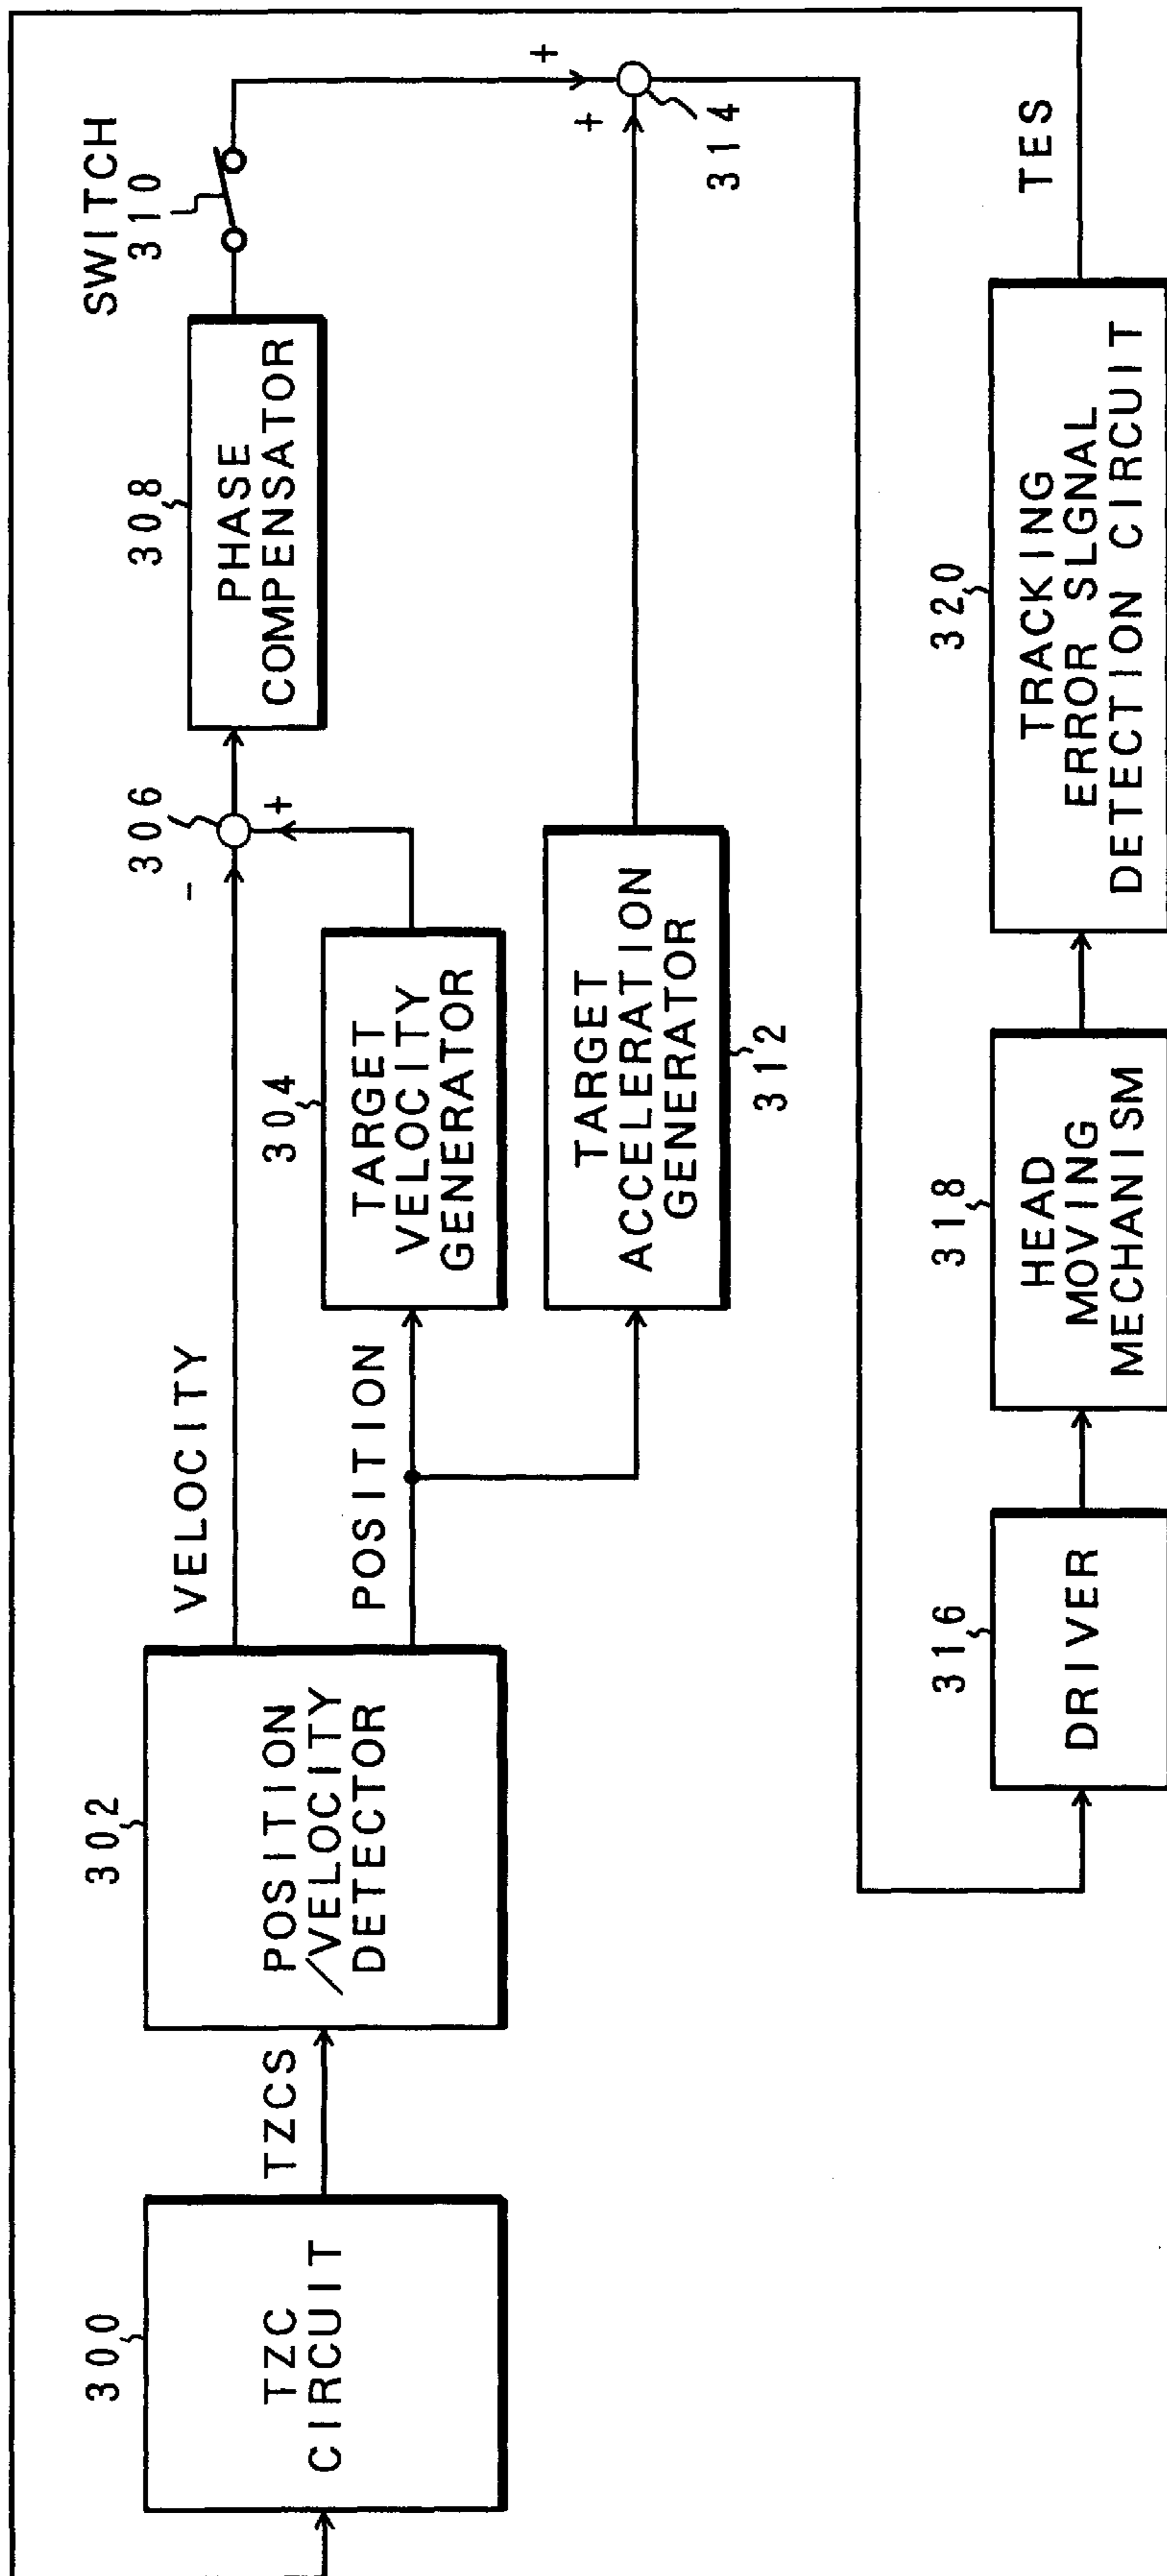 300
TZC
CIRCUIT
TZCS
302
POSITION
/VELOCITY
DETECTOR
VELOCITY
POSITION
304
TARGET
VELOCITY
GENERATOR
-
306
+
308
PHASE
COMPENSATOR
SWITCH
310
TARGET
ACCELERATION
GENERATOR
312
+
+
314
316
DRIVER
318
HEAD
MOVING
MECHANISM
320
TRACKING
ERROR SLGNAL
DETECTION CIRCUIT
TES